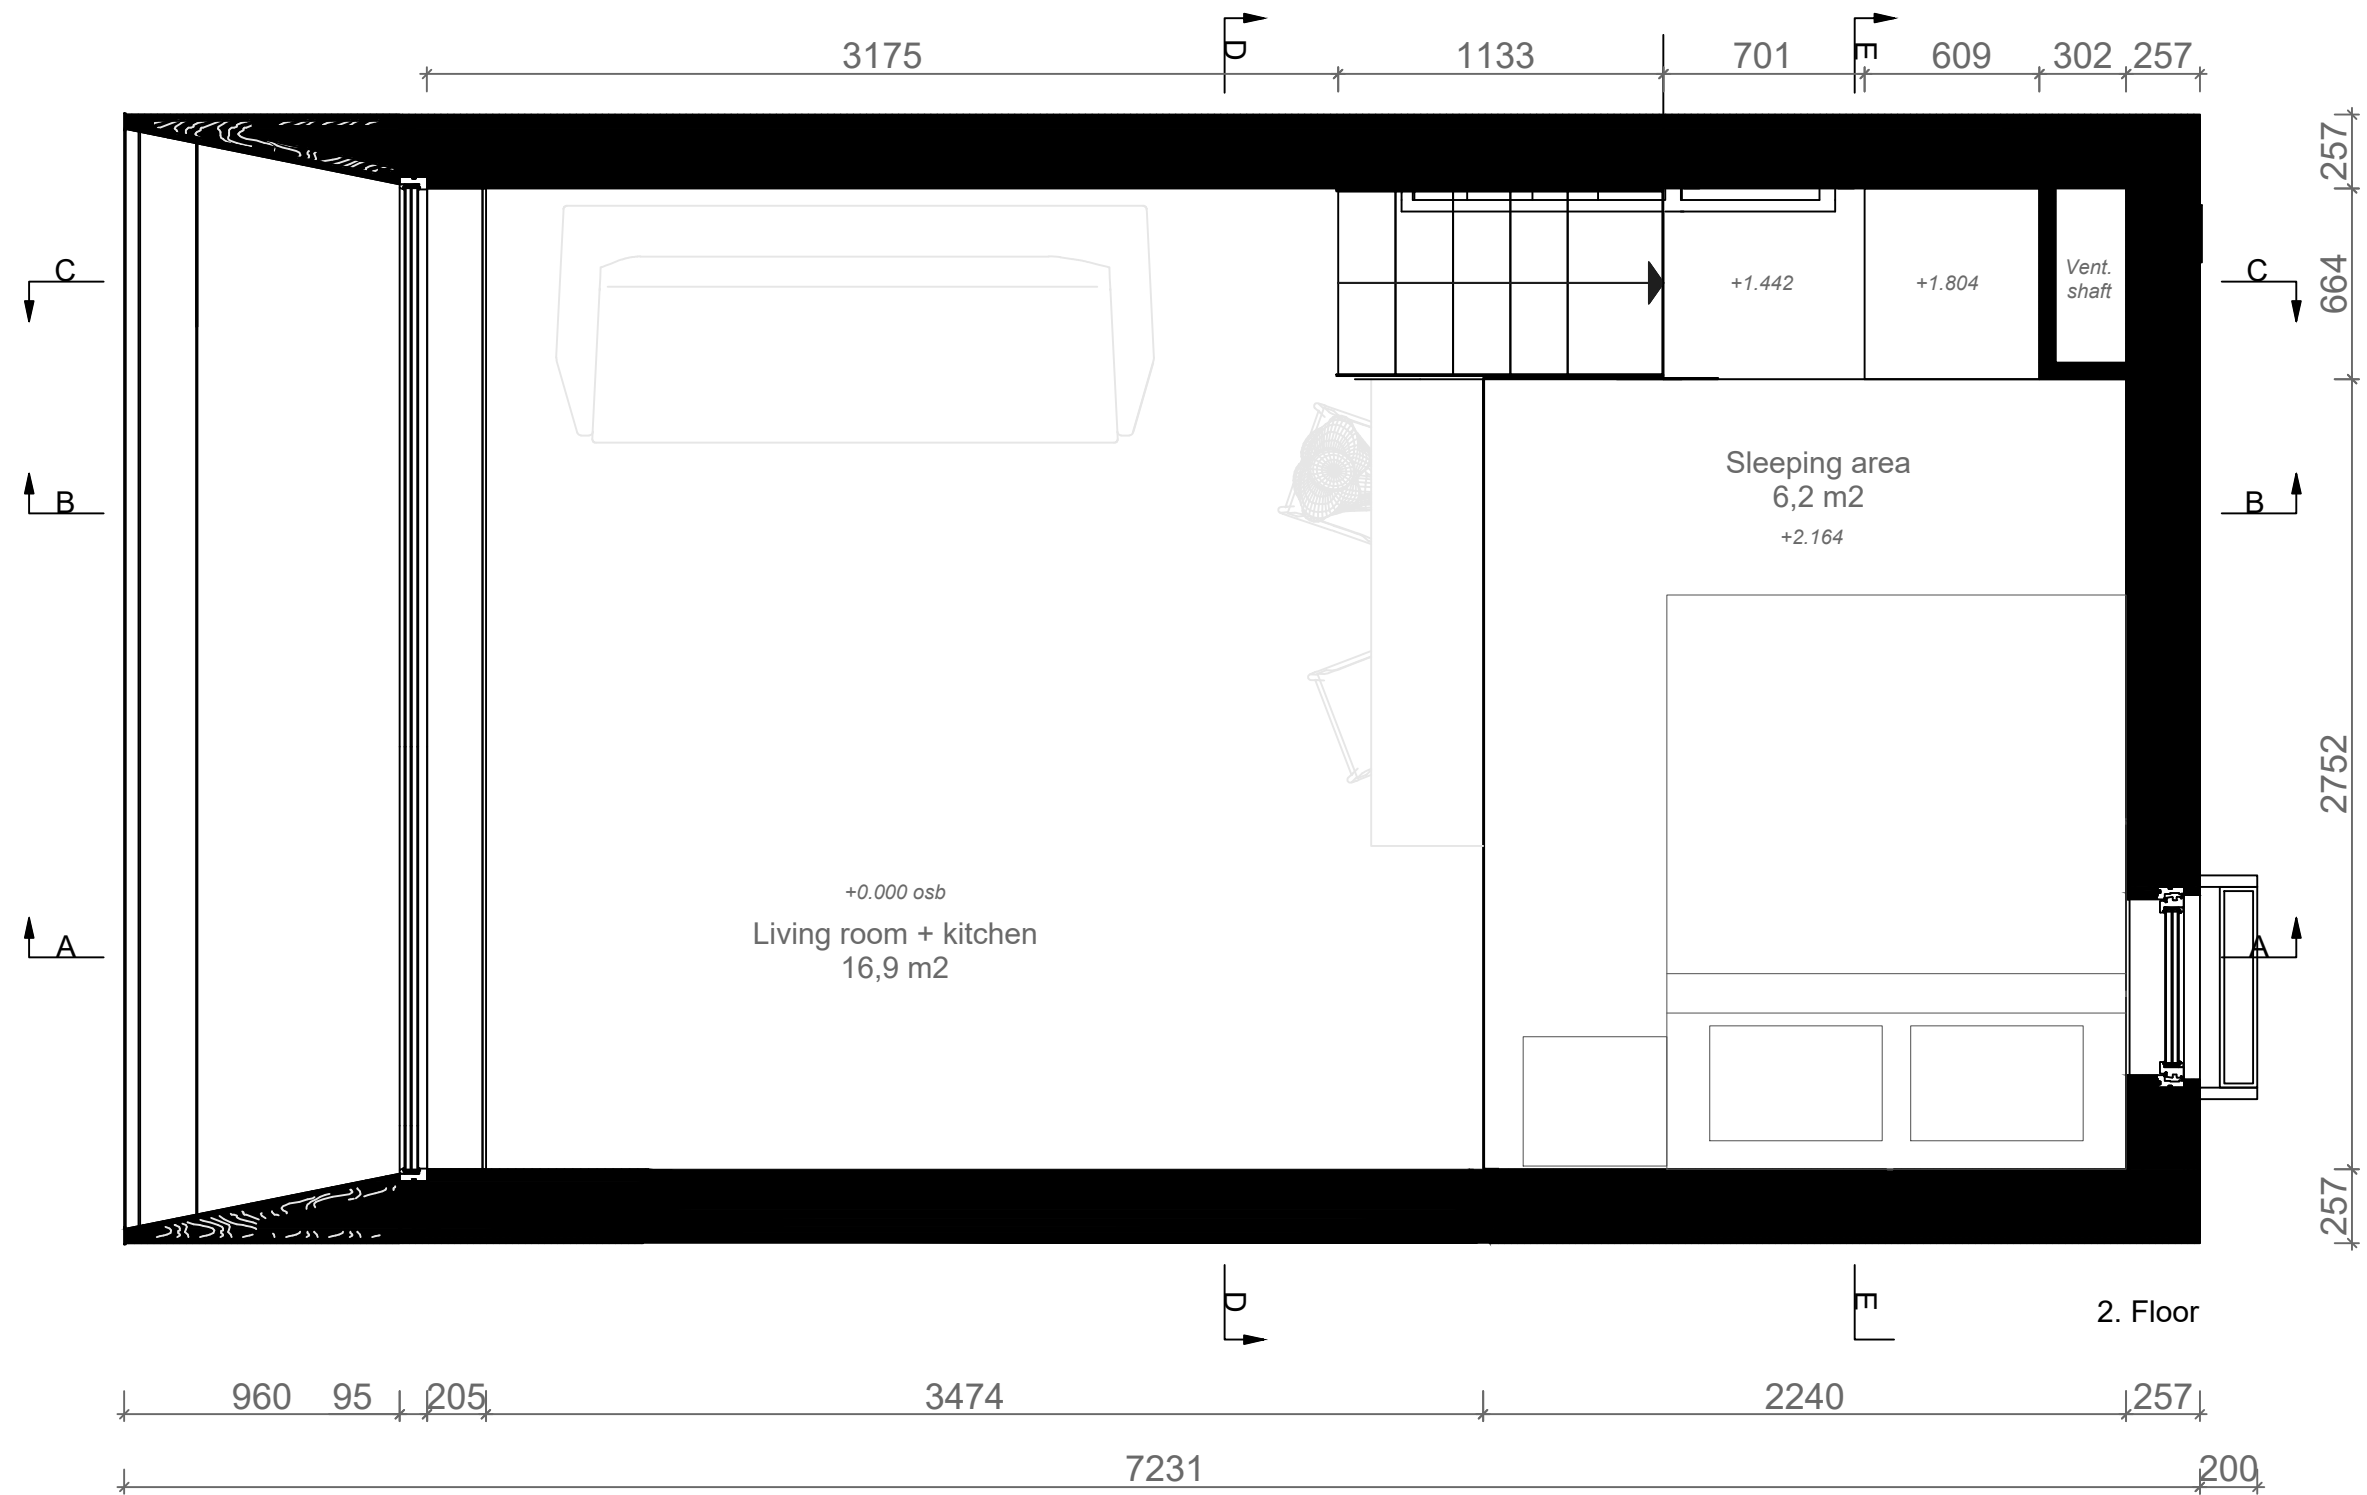 D
E
3175
1133
701
609
302
257
257
664
2752
257
C
C
Vent.
shaft
+1.442
+1.804
B
B
Sleeping area
6,2 m2
+2.164
+0.000 osb
Living room + kitchen
16,9 m2
A
A
D
E
2. Floor
960
95
205
3474
2240
257
7231
200